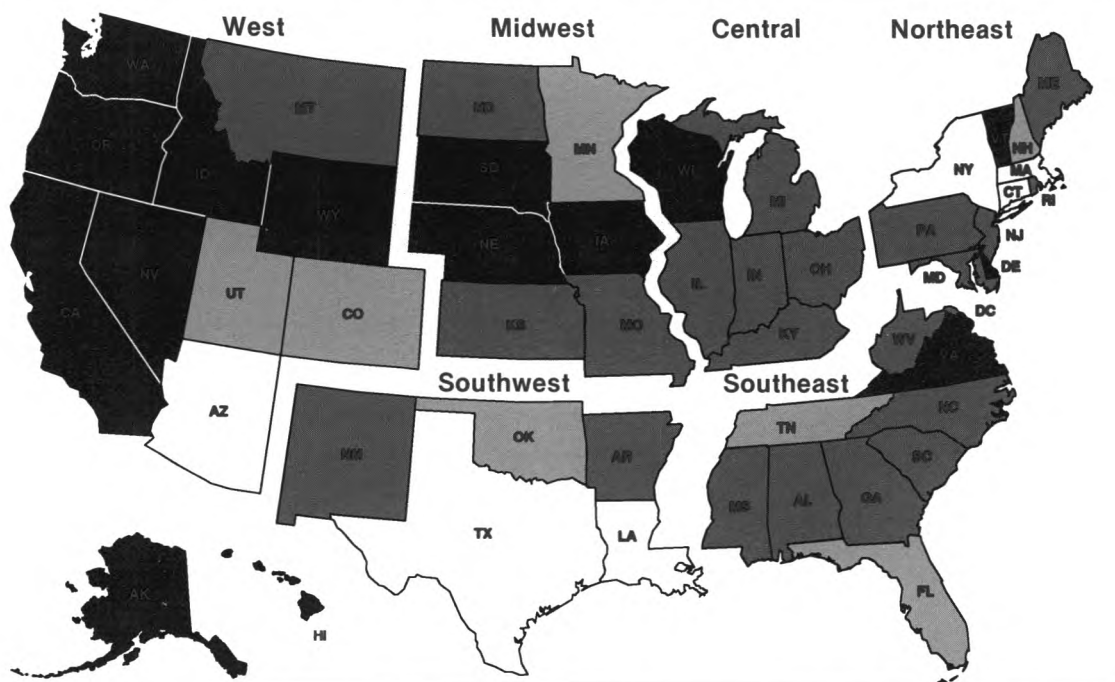 West
Midwest
Central
Northeast
WA
MT
ND
MN
ME
OR
ID
SD
WI
MI
VT
NH
NY
MA
CT
RI
WY
NE
IA
PA
NJ
NV
UT
CO
CA
IL
IN
OH
MD
DE
DC
KS
MO
KY
WV
VA
Southwest
Southeast
AZ
NM
OK
AR
TN
NC
SC
MS
AL
GA
TX
LA
FL
AK
HI